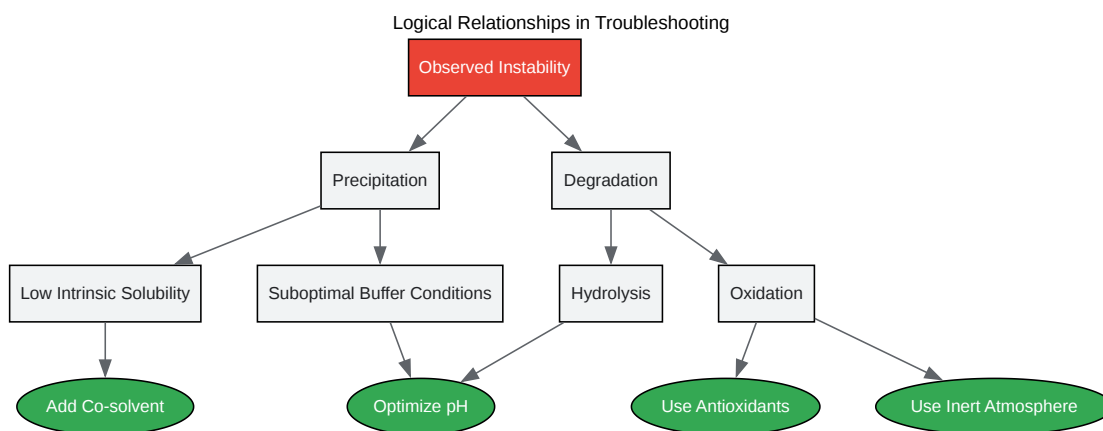 Logical Relationships in Troubleshooting
Observed Instability
Precipitation
Degradation
Low Intrinsic Solubility
Suboptimal Buffer Conditions
Hydrolysis
Oxidation
Add Co-solvent
Optimize pH
Use Antioxidants
Use Inert Atmosphere